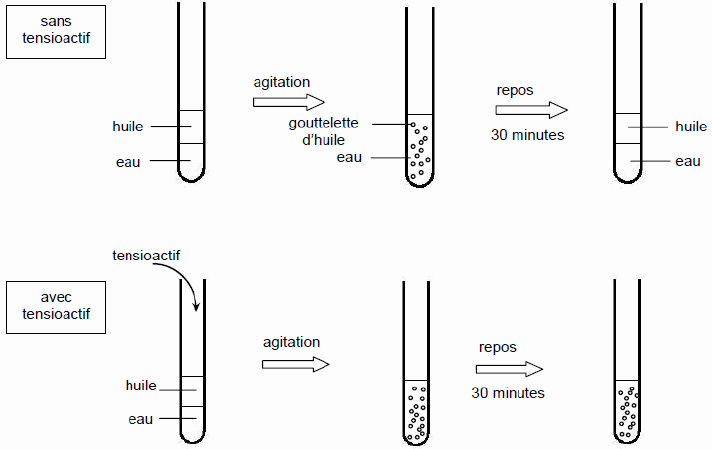 sans
tensioactif
agitation
repos
30 minutes
huile
eau
gouttelette
d'huile
eau
huile
eau
tensioactif
avec
tensioactif
agitation
repos
30 minutes
huile
eau